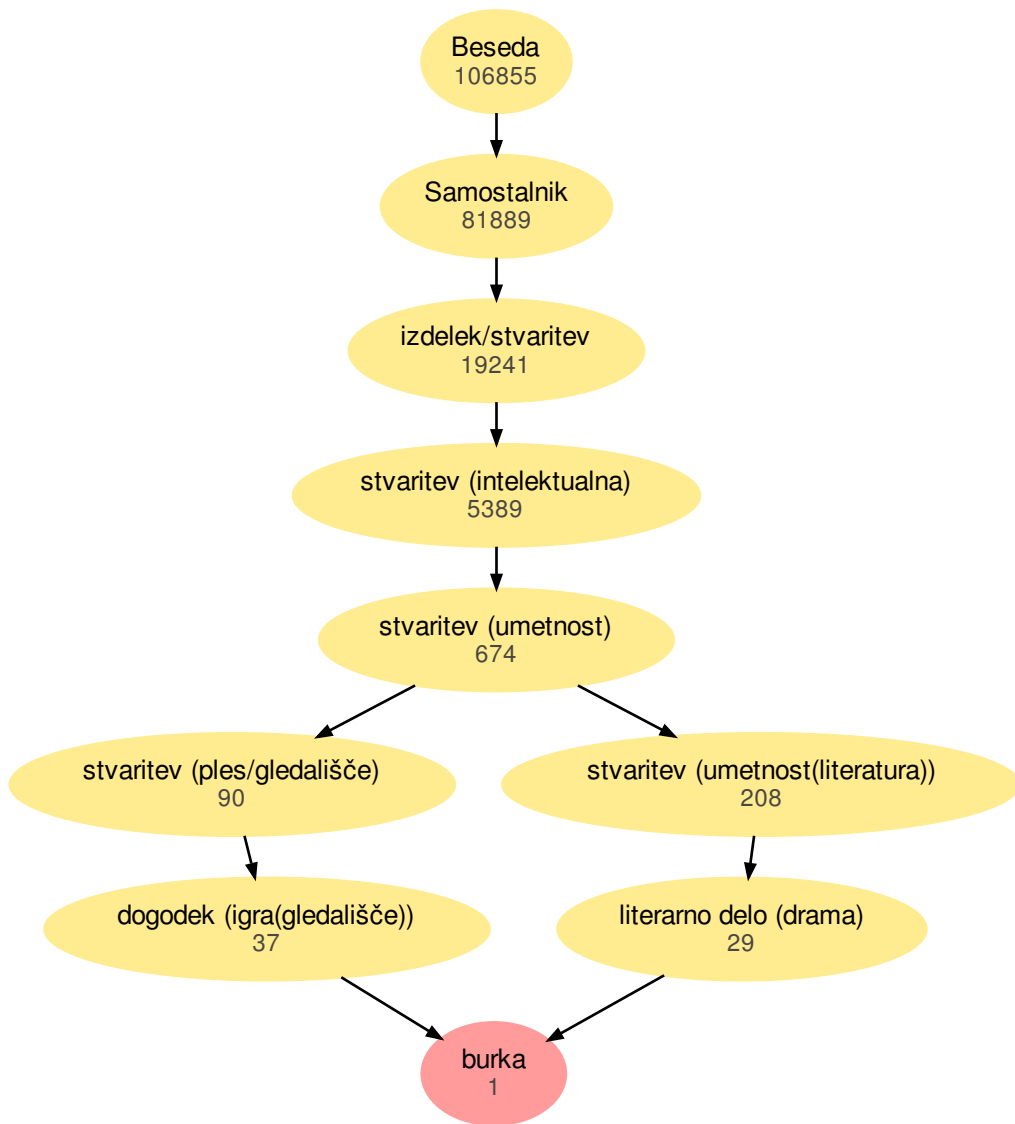 Beseda
106855
Samostalnik
81889
izdelek/stvaritev
19241
stvaritev (intelektualna)
5389
stvaritev (umetnost)
674
stvaritev (ples/gledališče)
90
stvaritev (umetnost(literatura))
208
dogodek (igra(gledališče))
37
literarno delo (drama)
29
burka
1